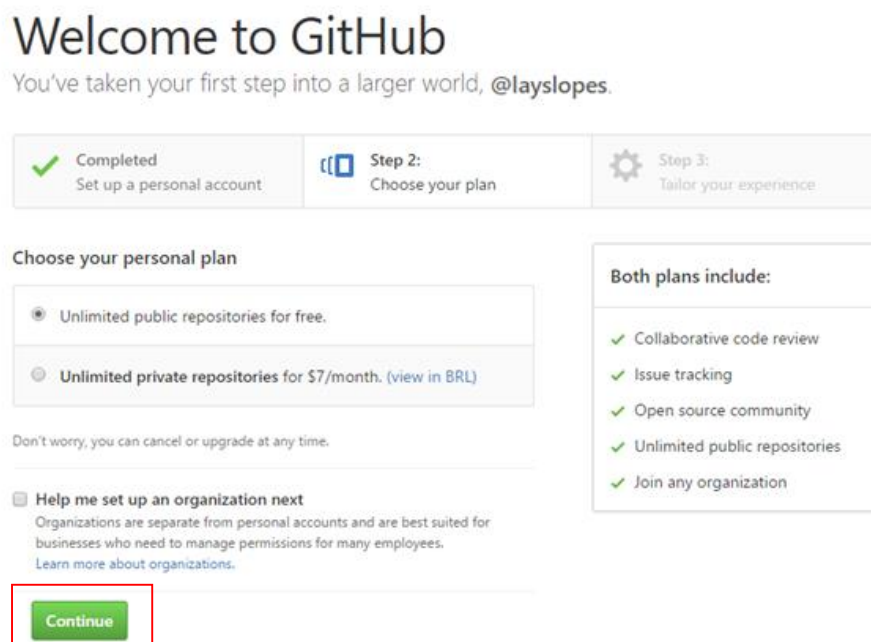 Welcome to GitHub
You've taken your first step into a larger world, @layslopes.
Completed
Set up a personal account
Step 2:
Choose your plan
Step 3:
Tailor your experience
Choose your personal plan
Unlimited public repositories for free.
Unlimited private repositories for $7/month. (view in BRL)
Don't worry, you can cancel or upgrade at any time.
Help me set up an organization next
Organizations are separate from personal accounts and are best suited for
businesses who need to manage permissions for many employees.
Learn more about organizations.
Continue
Both plans include:
Collaborative code review
Issue tracking
Open source community
Unlimited public repositories
Join any organization